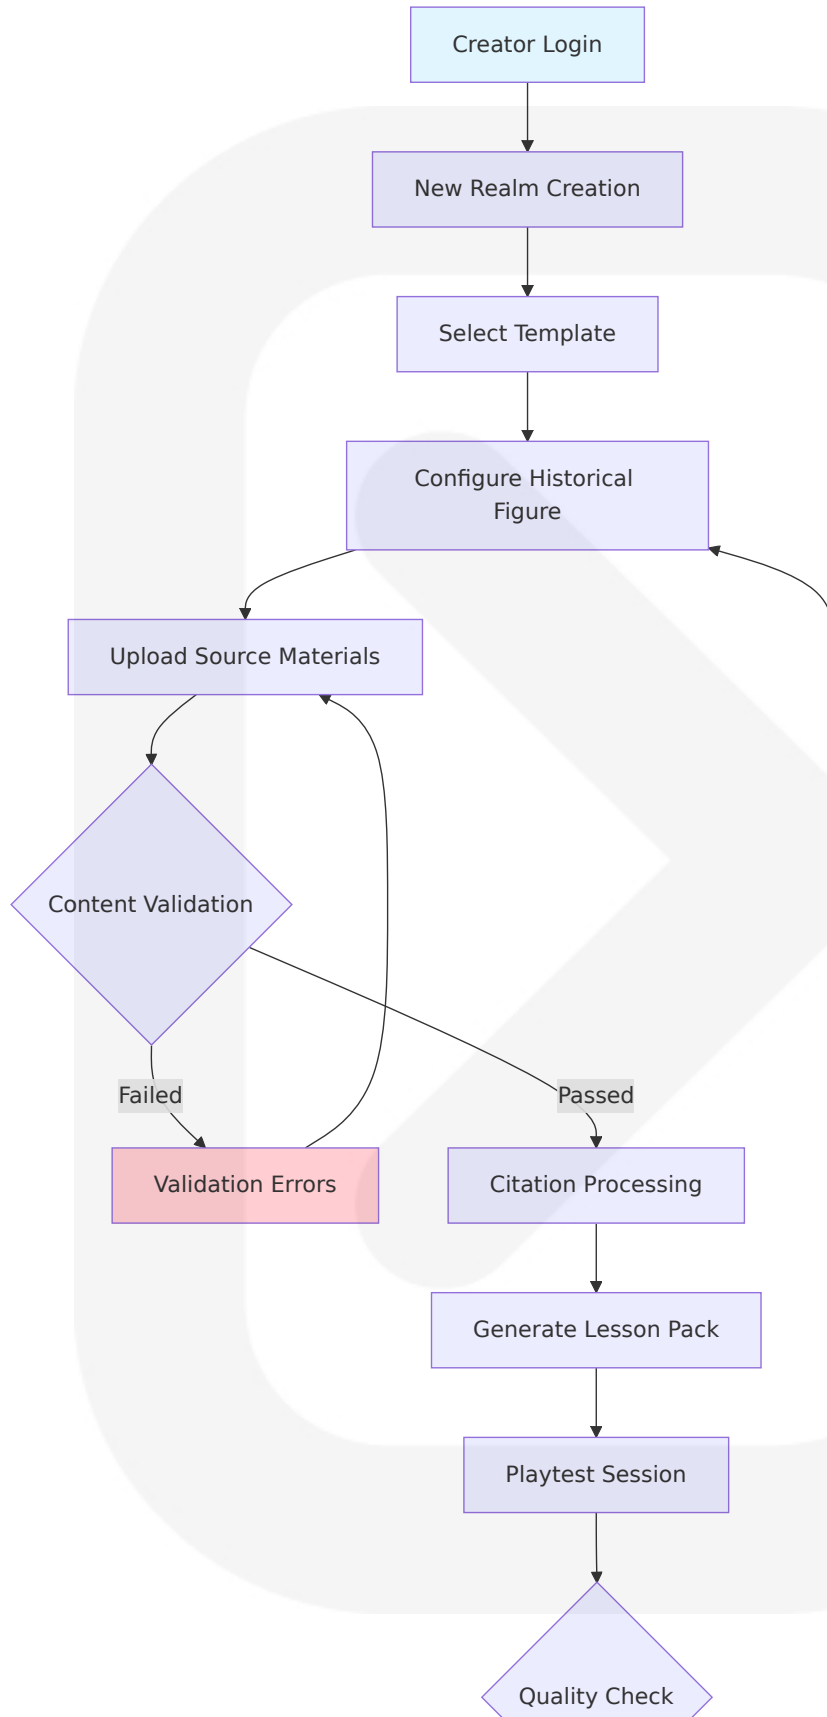 Creator Login
New Realm Creation
Select Template
Configure Historical
Figure
Upload Source Materials
Content Validation
Failed
Passed
Validation Errors
Citation Processing
Generate Lesson Pack
Playtest Session
Quality Check